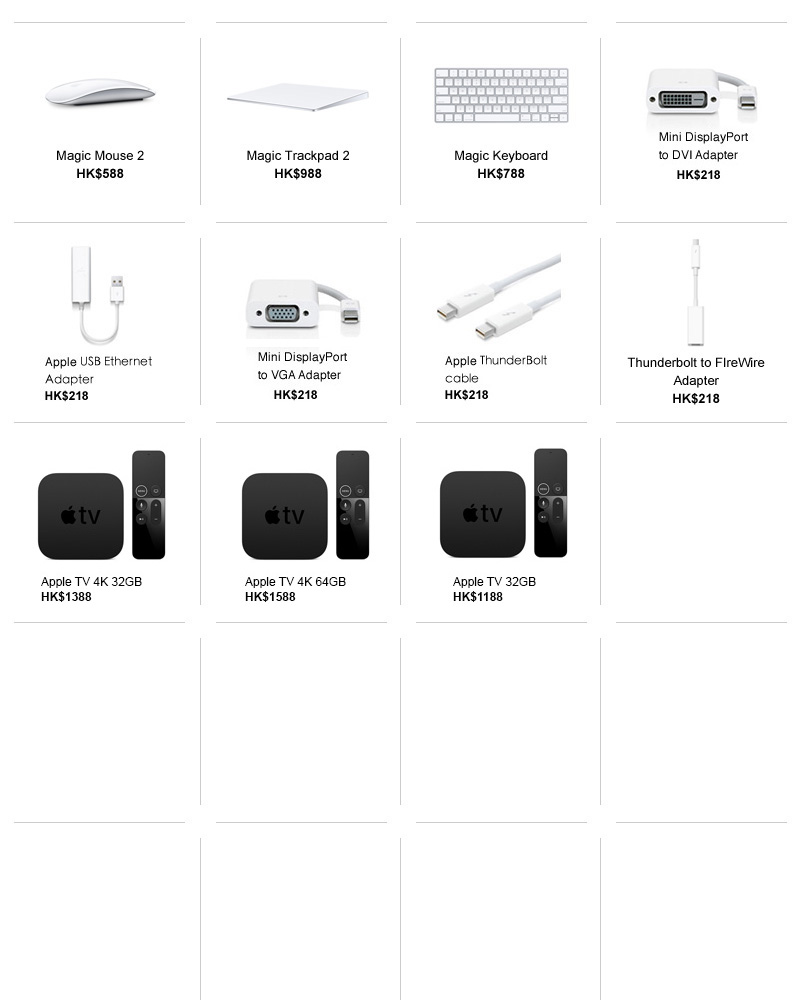 Magic Mouse 2
HK$588
Magic Trackpad 2
HK$988
Magic Keyboard
HK$788
Mini DisplayPort
to DVI Adapter
HK$218
Apple USB Ethernet
Adapter
HK$218
Mini DisplayPort
to VGA Adapter
HK$218
Apple ThunderBolt
cable
HK$218
Thunderbolt to FIreWire
Adapter
HK$218
tv
Apple TV 4K 32GB
HK$1388
tv
Apple TV 4K 64GB
HK$1588
tv
Apple TV 32GB
HK$1188